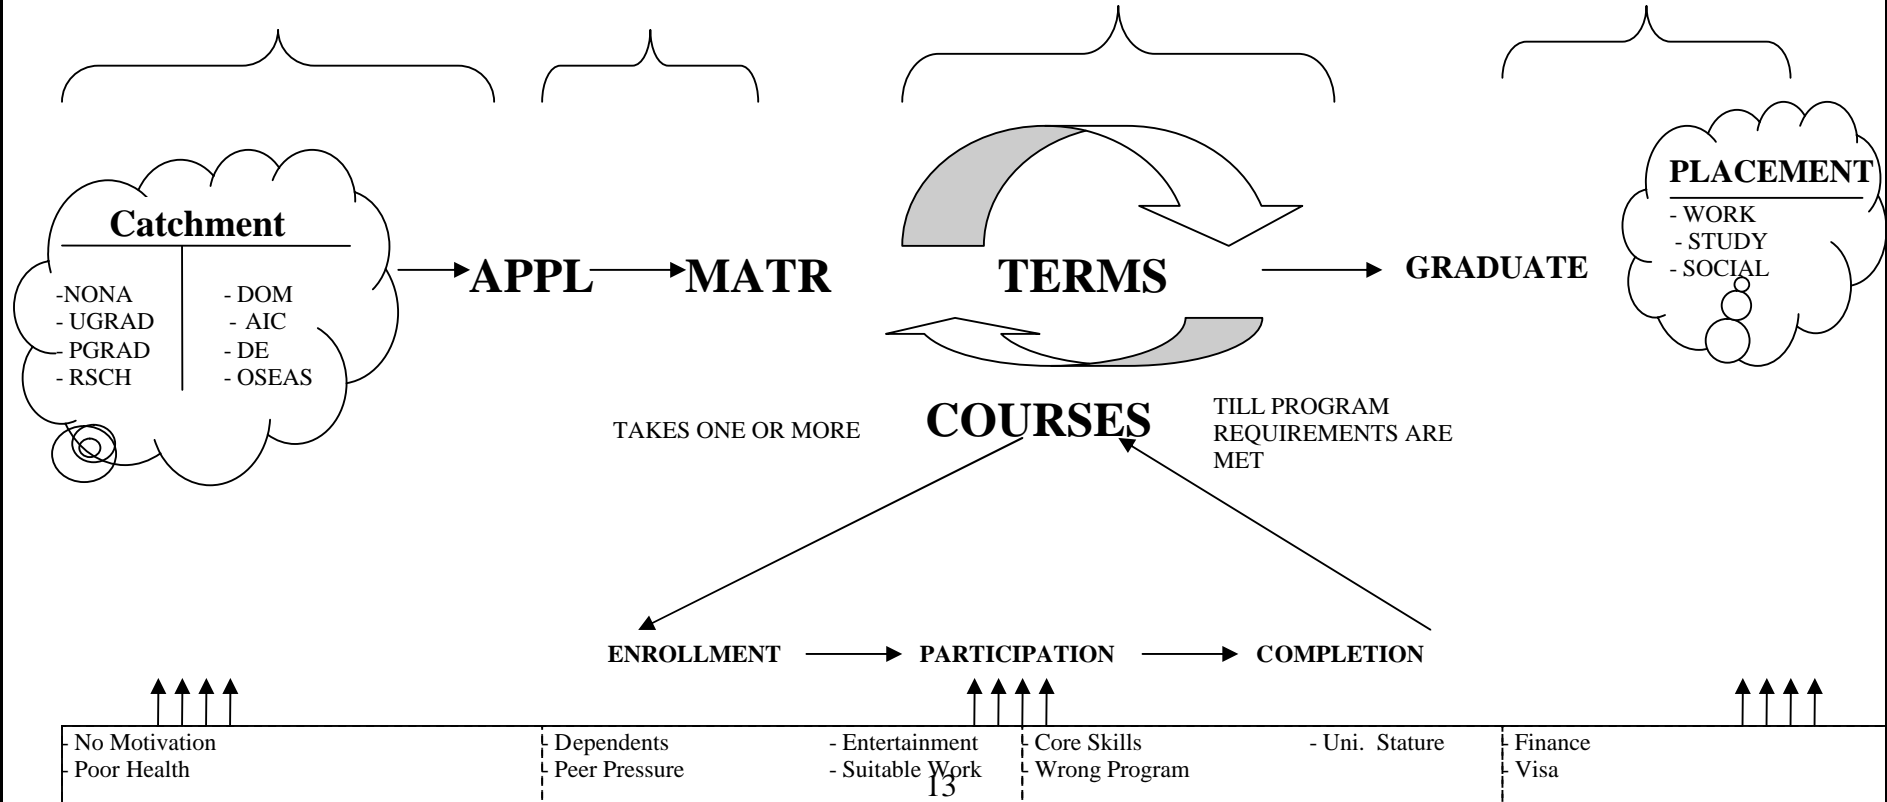 Catchment
-NONA
- UGRAD
- PGRAD
- RSCH
- DOM
- AIC
- DE
- OSEAS
APPL
MATR
TERMS
GRADUATE
PLACEMENT
- WORK
- STUDY
- SOCIAL
TAKES ONE OR MORE
COURSES
TILL PROGRAM
REQUIREMENTS ARE
MET
ENROLLMENT
PARTICIPATION
COMPLETION
- No Motivation
- Poor Health
- Dependents
- Peer Pressure
- Entertainment
- Suitable Work
- Core Skills
- Wrong Program
- Uni. Stature
- Finance
- Visa
13